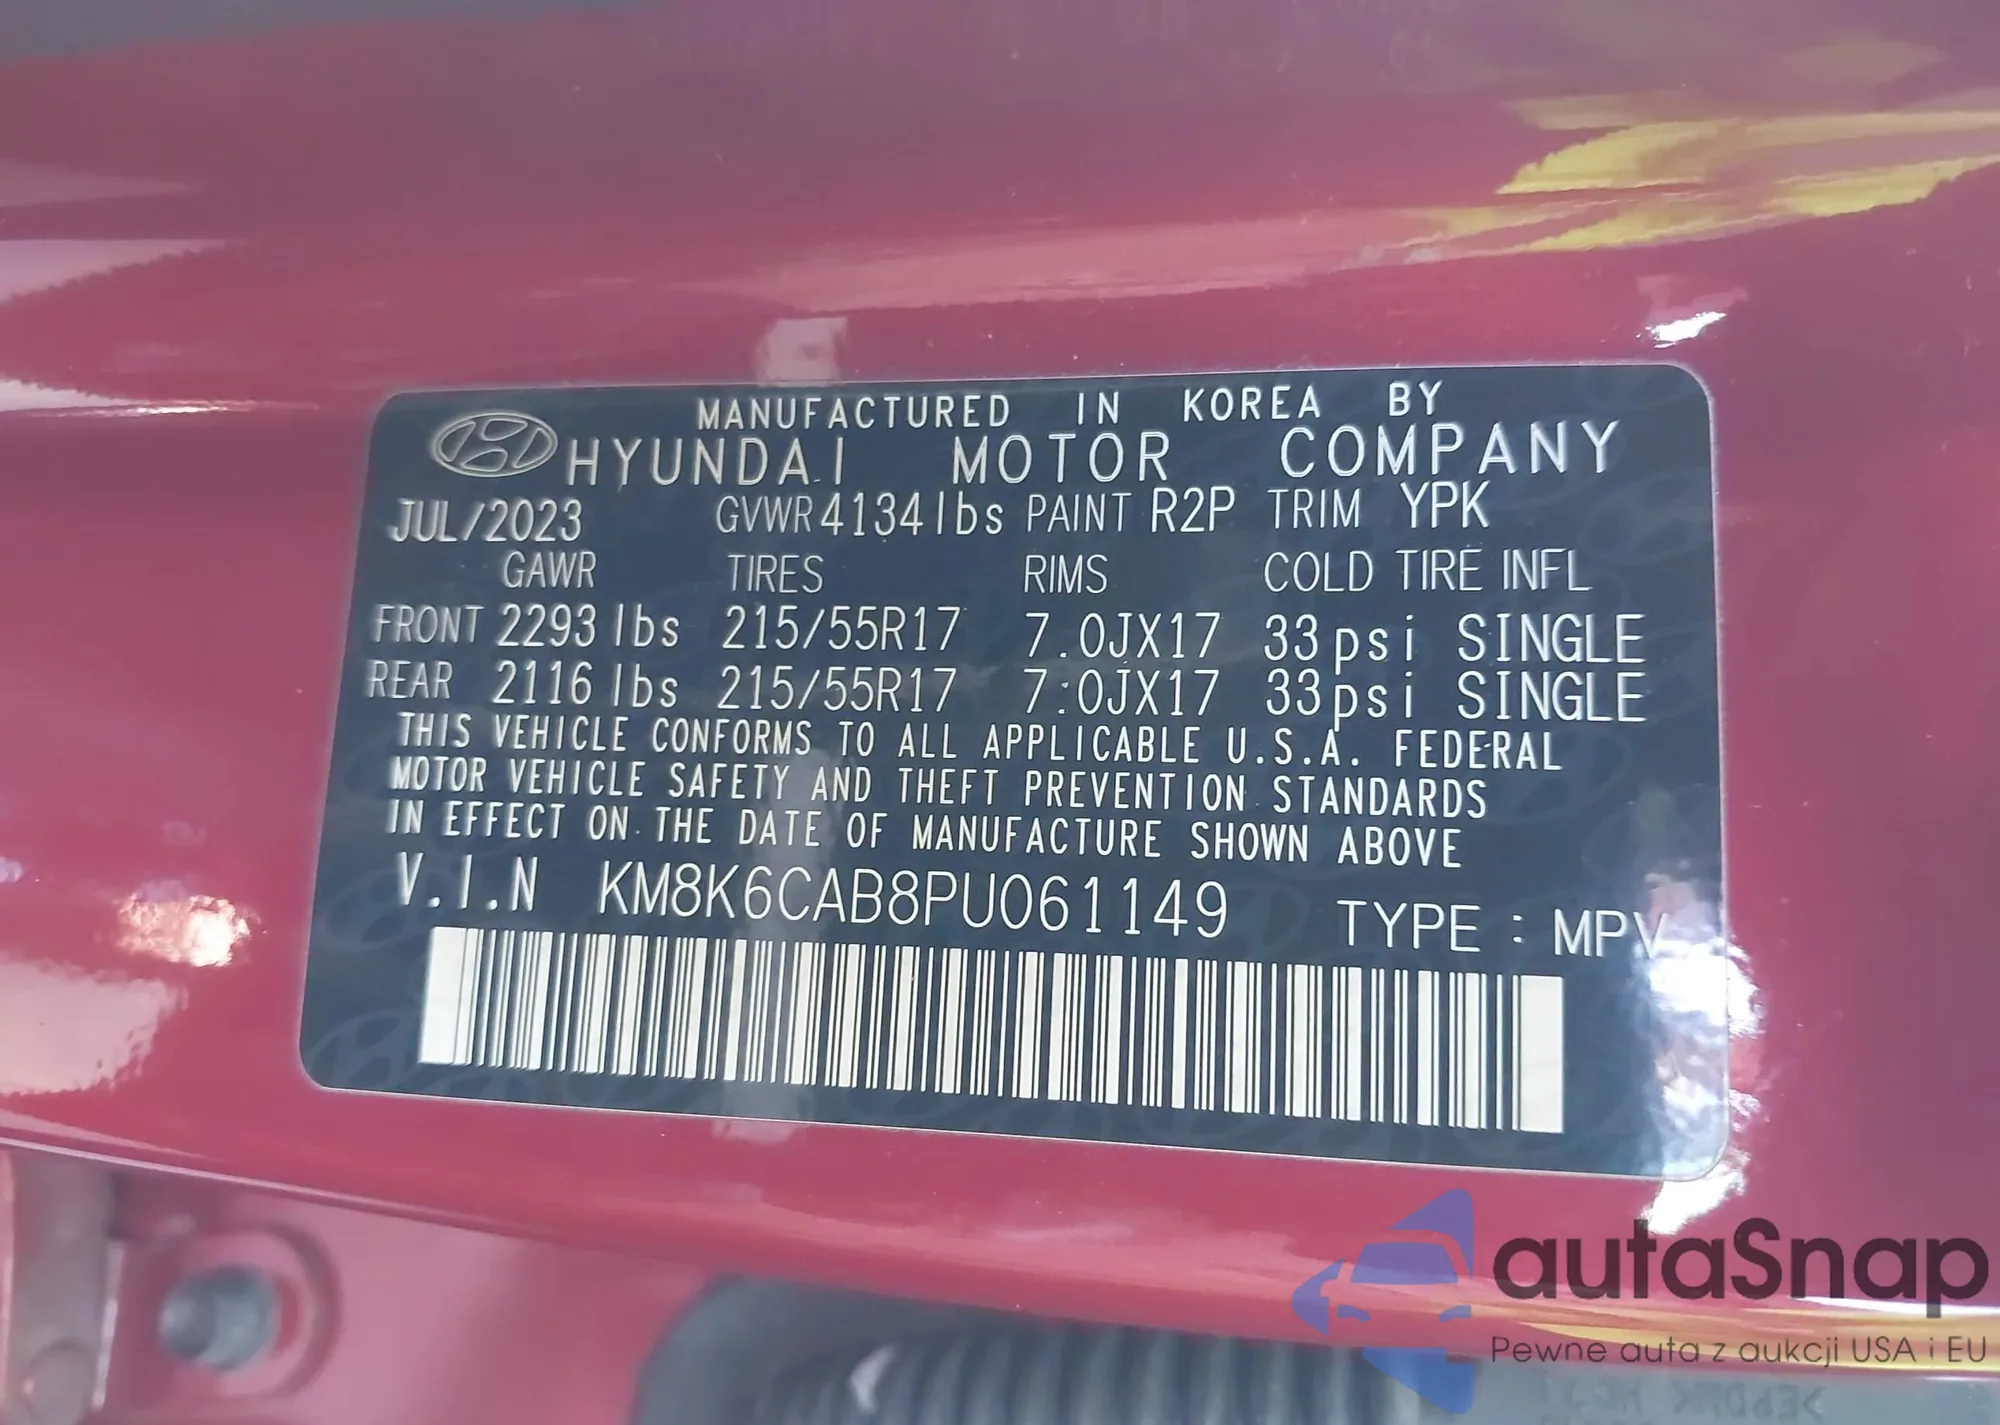 MANUFACTURED IN KOREA BY
HYUNDAI MOTOR COMPANY
JUL/2023 GVWR 4134lbs PAINT R2P TRIM YPK
GAWR TIRES RIMS COLD TIRE INFL
FRONT 2293 lbs 215/55R17 7.0JX17 33psi SINGLE
REAR 2116 lbs 215/55R17 7.0JX17 33psi SINGLE
THIS VEHICLE CONFORMS TO ALL APPLICABLE U.S.A. FEDERAL
MOTOR VEHICLE SAFETY AND THEFT PREVENTION STANDARDS
IN EFFECT ON THE DATE OF MANUFACTURE SHOWN ABOVE
V.I.N KM8K6CAB8PU061149 TYPE : MPV
autaSnap
Pewne auta z aukcji USA i EU